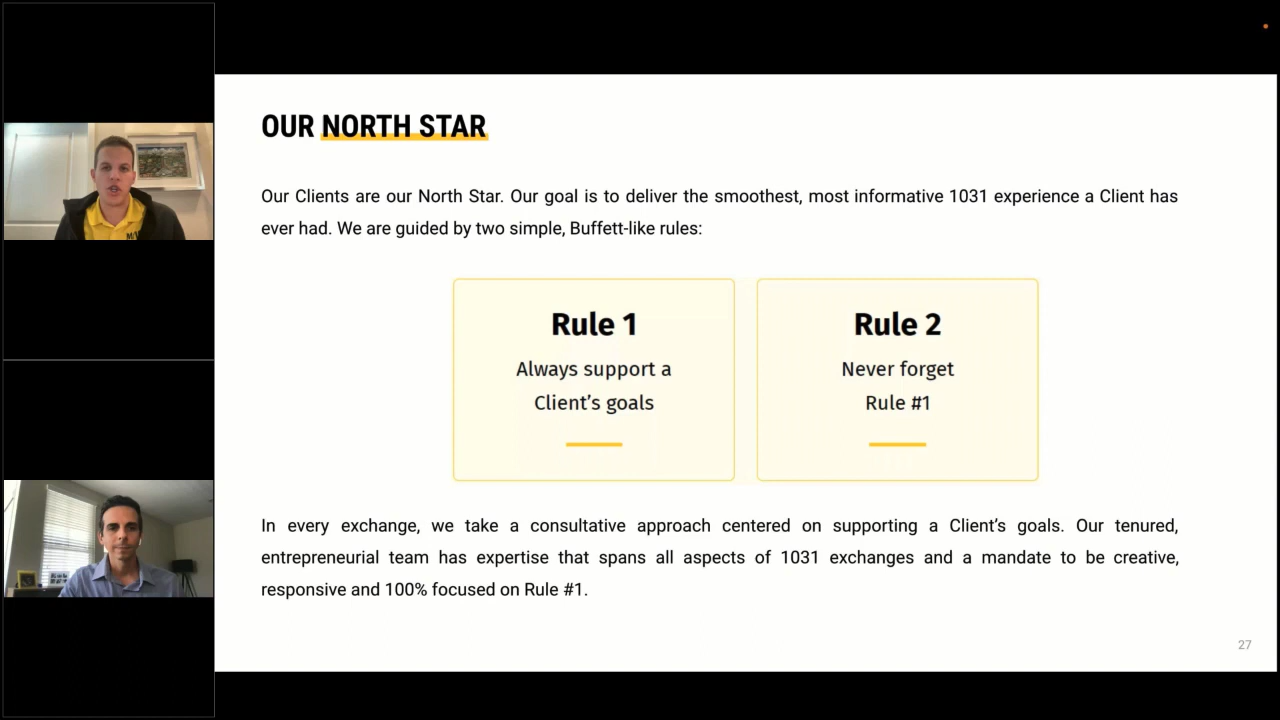 OUR NORTH STAR
Our Clients are our North Star. Our goal is to deliver the smoothest, most informative 1031 experience a Client has
ever had. We are guided by two simple, Buffett-like rules:
Rule 1
Always support a
Client’s goals
Rule 2
Never forget
Rule #1
In every exchange, we take a consultative approach centered on supporting a Client’s goals. Our tenured,
entrepreneurial team has expertise that spans all aspects of 1031 exchanges and a mandate to be creative,
responsive and 100% focused on Rule #1.
27